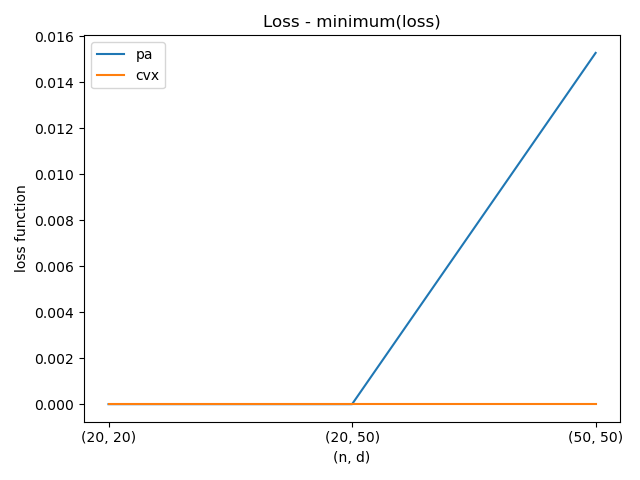 Loss - minimum(loss)
pa
cvx
loss function
0.016
0.014
0.012
0.010
0.008
0.006
0.004
0.002
0.000
(20, 20)
(20, 50)
(50, 50)
(n, d)